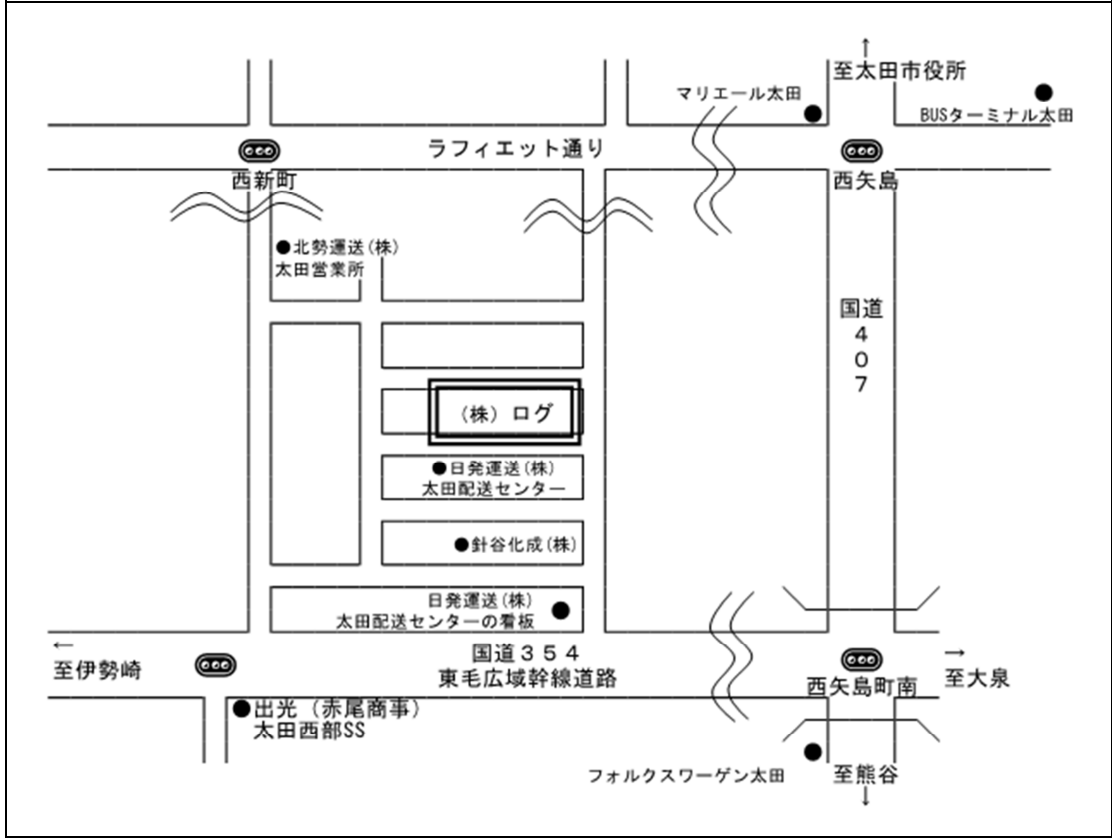 ↑
至太田市役所
マリエール太田
BUSターミナル太田
ラフィエット通り
西新町
西矢島
●北勢運送(株)
太田営業所
国道
4
0
7
(株) ログ
●日発運送(株)
太田配送センター
●針谷化成(株)
日発運送(株)
太田配送センターの看板
←
至伊勢崎
国道354
東毛広域幹線道路
→
至大泉
西矢島町南
●出光(赤尾商事)
太田西部SS
フォルクスワーゲン太田
至熊谷
↓